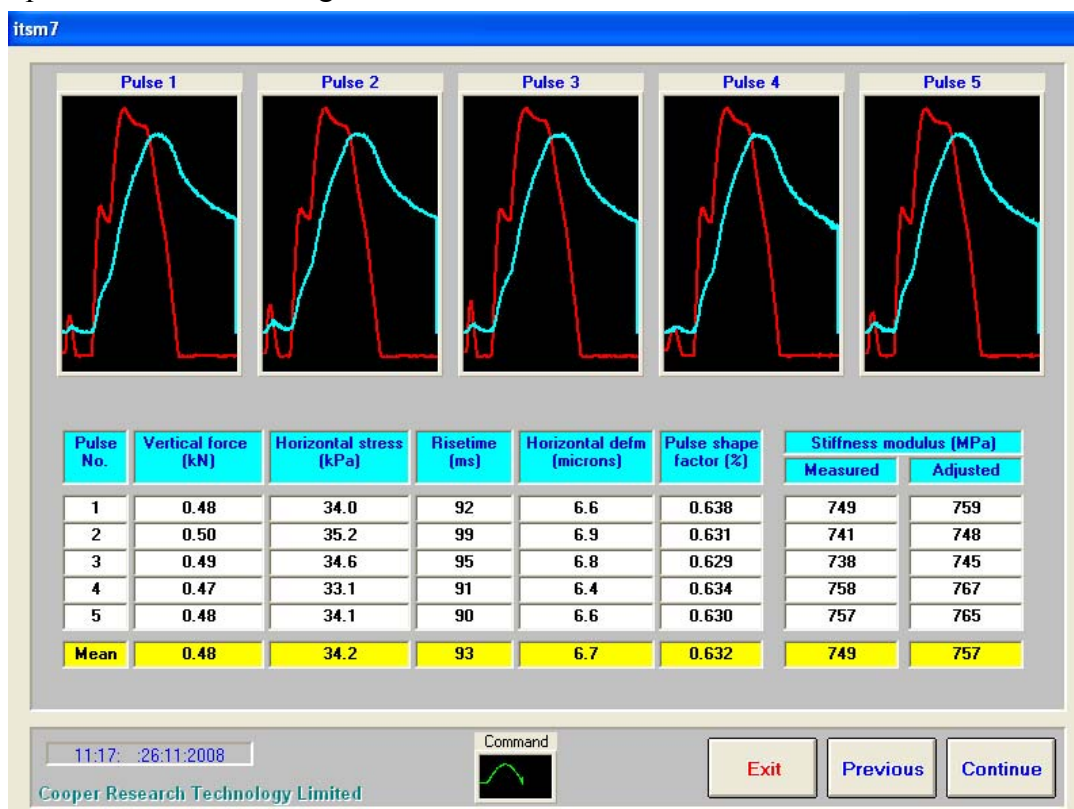 itsm7
Pulse 1 Pulse 2 Pulse 3 Pulse 4 Pulse 5
Pulse No. Vertical force (kN) Horizontal stress (kPa) Risetime (ms) Horizontal defm (microns) Pulse shape factor (%) Stiffness modulus (MPa)
Measured Adjusted
1 0.48 34.0 92 6.6 0.638 749 759
2 0.50 35.2 99 6.9 0.631 741 748
3 0.49 34.6 95 6.8 0.629 738 745
4 0.47 33.1 91 6.4 0.634 758 767
5 0.48 34.1 90 6.6 0.630 757 765
Mean 0.48 34.2 93 6.7 0.632 749 757
11:17: :26:11:2008
Command
Exit Previous Continue
Cooper Research Technology Limited